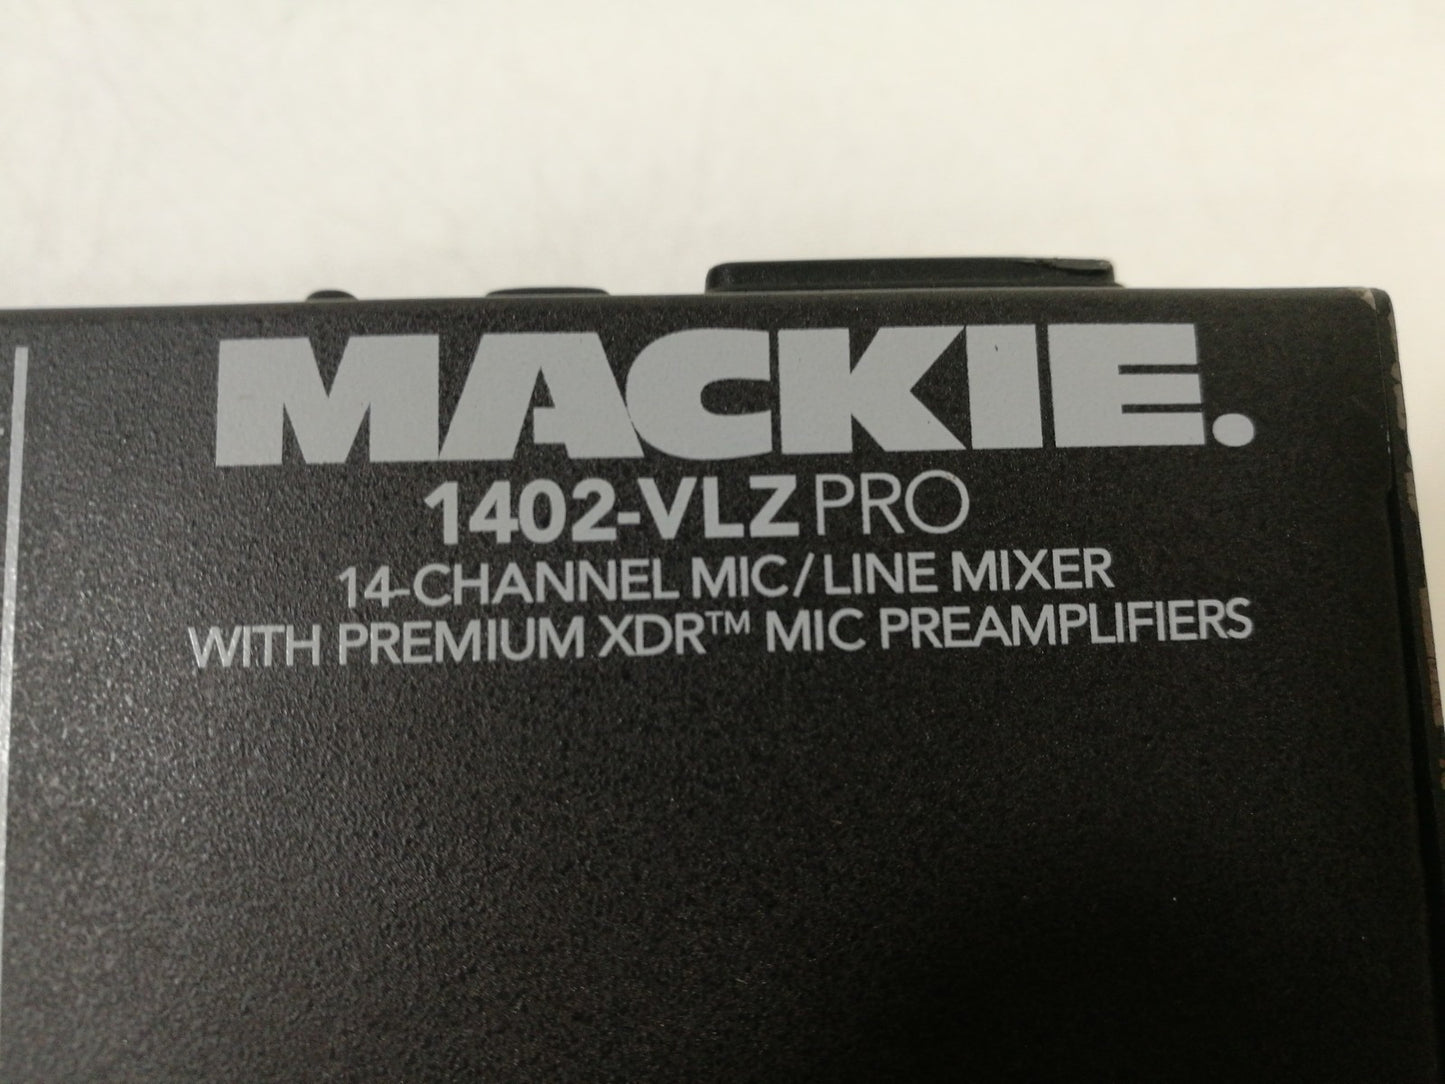 MACKIE.
1402-VLZ PRO
14-CHANNEL MIC/LINE MIXER
WITH PREMIUM XDR™ MIC PREAMPLIFIERS